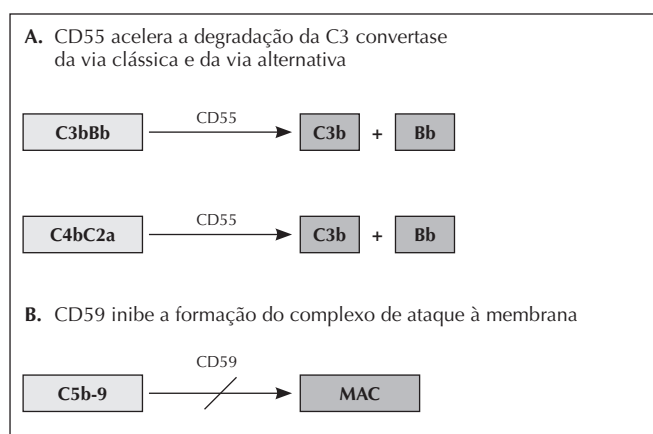 A. CD55 acelera a degradação da C3 convertase
da via clássica e da via alternativa
CD55
C3bBb C3b + Bb
CD55
C4bC2a C3b + Bb
B. CD59 inibe a formação do complexo de ataque à membrana
CD59
C5b-9 MAC